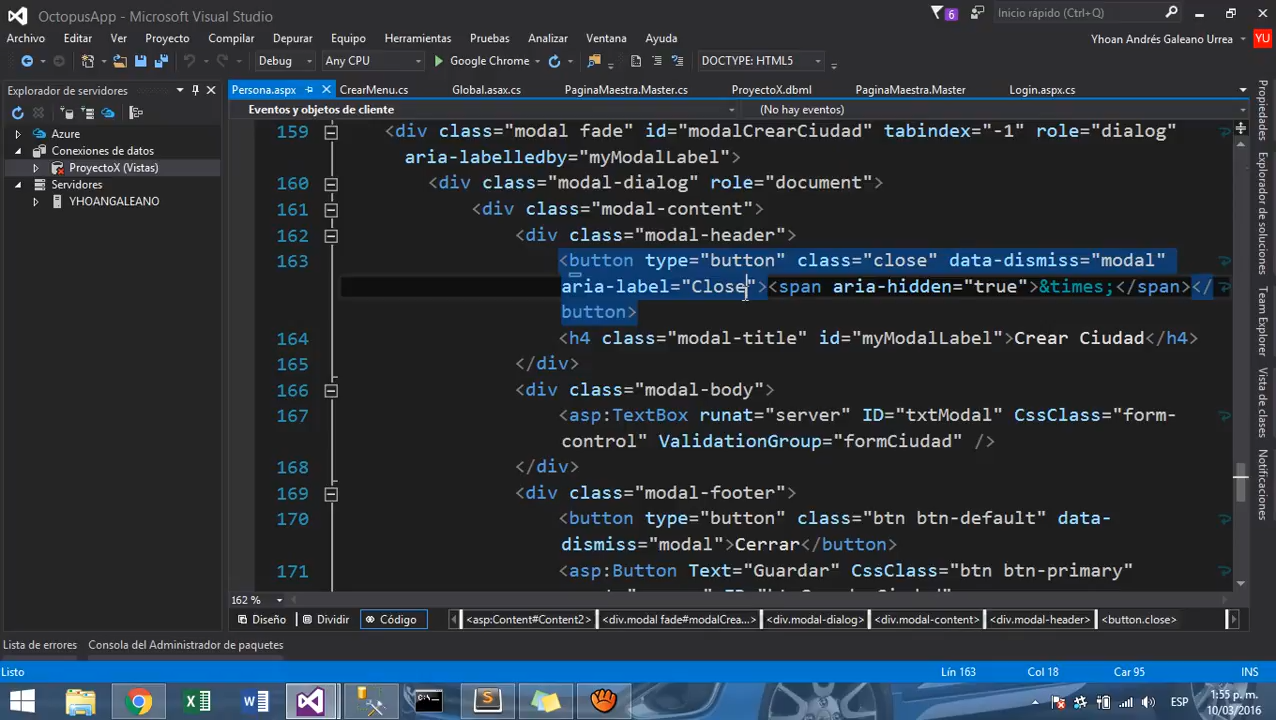 OctopusApp - Microsoft Visual Studio
6
Inicio rápido (Ctrl+Q)
Archivo Editar Ver Proyecto Compilar Depurar Equipo Herramientas Pruebas Analizar Ventana Ayuda
Yhoan Andrés Galeano Urrea
YU
Debug Any CPU Google Chrome DOCTYPE: HTML5
Explorador de servidores
Azure
Conexiones de datos
ProyectoX (Vistas)
Servidores
YHOANGALEANO
Persona.aspx CrearMenu.cs Global.asax.cs PaginaMaestra.Master.cs ProyectoX.dbml PaginaMaestra.Master Login.aspx.cs
Eventos y objetos de cliente (No hay eventos)
159 <div class="modal fade" id="modalCrearCiudad" tabindex="-1" role="dialog"
aria-labelledby="myModalLabel">
160 <div class="modal-dialog" role="document">
161 <div class="modal-content">
162 <div class="modal-header">
163 <button type="button" class="close" data-dismiss="modal"
aria-label="Close"><span aria-hidden="true">&times;</span></
button>
164 <h4 class="modal-title" id="myModalLabel">Crear Ciudad</h4>
165 </div>
166 <div class="modal-body">
167 <asp:TextBox runat="server" ID="txtModal" CssClass="form-
control" ValidationGroup="formCiudad" />
168 </div>
169 <div class="modal-footer">
170 <button type="button" class="btn btn-default" data-
dismiss="modal">Cerrar</button>
171 <asp:Button Text="Guardar" CssClass="btn btn-primary"
162 %
Diseño Dividir Código
<asp:Content#Content2> <div.modal fade#modalCrea...> <div.modal-dialog> <div.modal-content> <div.modal-header> <button.close>
Propiedades
Explorador de soluciones
Team Explorer
Vista de clases
Notificaciones
Lista de errores Consola del Administrador de paquetes
Listo Lín 163 Col 18 Car 95 INS
ESP
1:55 p. m.
10/03/2016